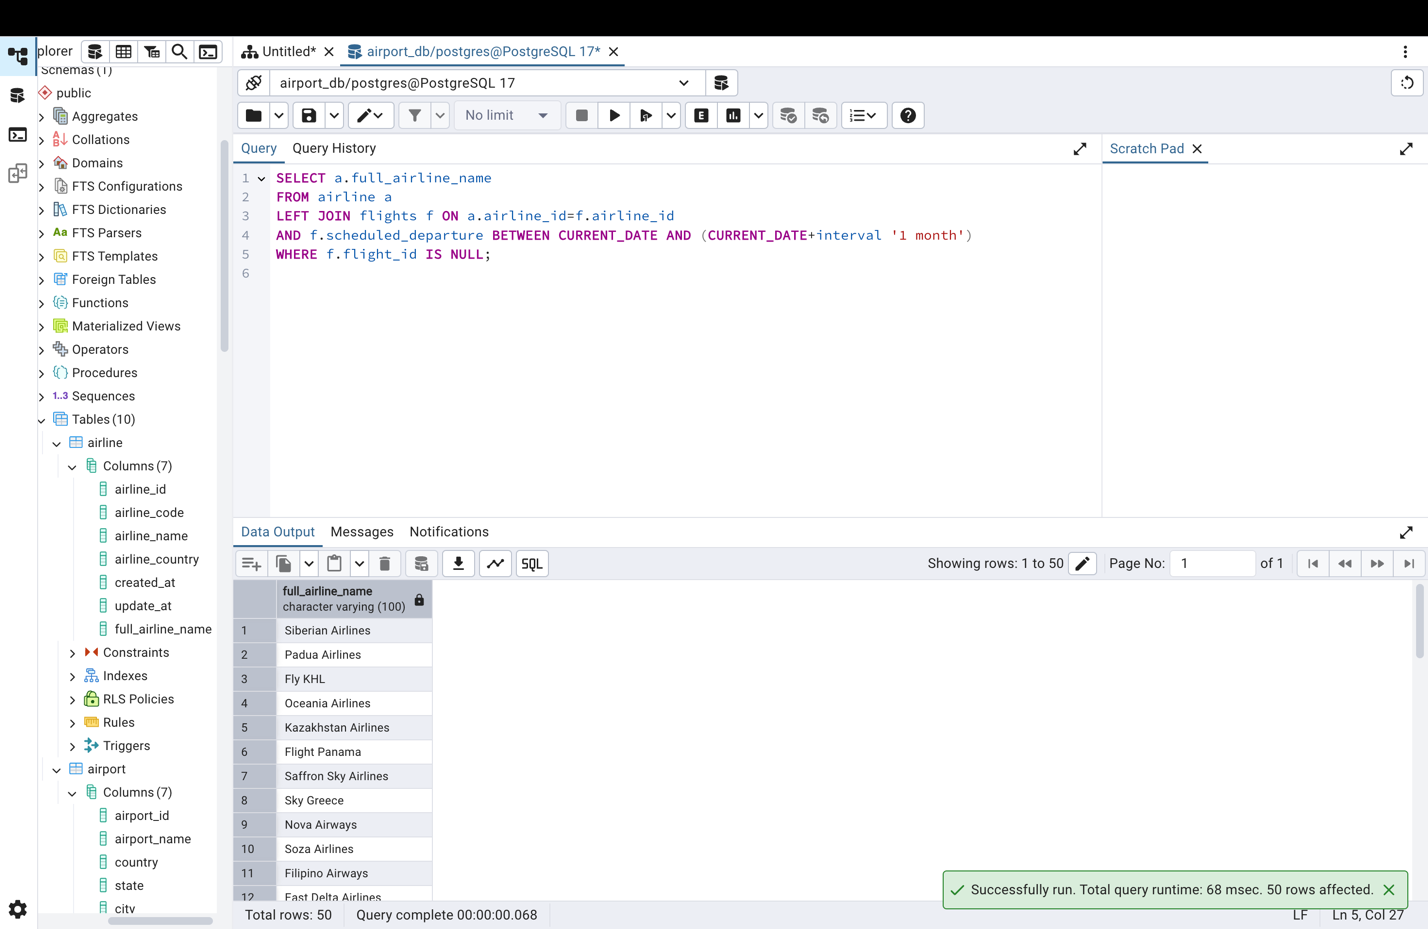 plorer
Untitled*
airport_db/postgres@PostgreSQL 17*
Schemas (1)
public
Aggregates
Collations
Domains
FTS Configurations
FTS Dictionaries
Aa FTS Parsers
FTS Templates
Foreign Tables
Functions
Materialized Views
Operators
Procedures
1..3 Sequences
Tables (10)
airline
Columns (7)
airline_id
airline_code
airline_name
airline_country
created_at
update_at
full_airline_name
Constraints
Indexes
RLS Policies
Rules
Triggers
airport
Columns (7)
airport_id
airport_name
country
state
city
airport_db/postgres@PostgreSQL 17
No limit
E
Query
Query History
Scratch Pad
1 SELECT a.full_airline_name
2 FROM airline a
3 LEFT JOIN flights f ON a.airline_id=f.airline_id
4 AND f.scheduled_departure BETWEEN CURRENT_DATE AND (CURRENT_DATE+interval '1 month')
5 WHERE f.flight_id IS NULL;
6
Data Output
Messages
Notifications
SQL
Showing rows: 1 to 50
Page No: 1 of 1
full_airline_name
character varying (100)
1 Siberian Airlines
2 Padua Airlines
3 Fly KHL
4 Oceania Airlines
5 Kazakhstan Airlines
6 Flight Panama
7 Saffron Sky Airlines
8 Sky Greece
9 Nova Airways
10 Soza Airlines
11 Filipino Airways
12 East Delta Airlines
Successfully run. Total query runtime: 68 msec. 50 rows affected.
Total rows: 50
Query complete 00:00:00.068
LF
Ln 5, Col 27